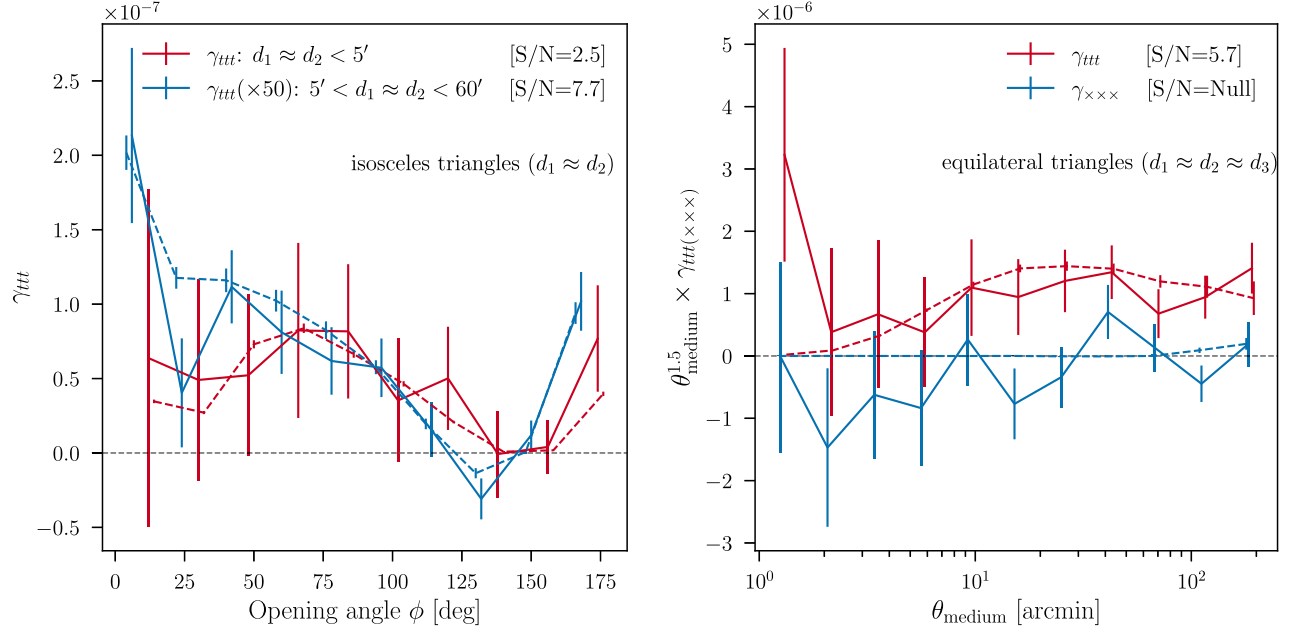 ×10⁻⁷
γttt: d₁ ≈ d₂ < 5′ [S/N=2.5]
γttt(×50): 5′ < d₁ ≈ d₂ < 60′ [S/N=7.7]
isosceles triangles (d₁ ≈ d₂)
γttt
2.5
2.0
1.5
1.0
0.5
0.0
−0.5
0 25 50 75 100 125 150 175
Opening angle ϕ [deg]
×10⁻⁶
γttt [S/N=5.7]
γ××× [S/N=Null]
equilateral triangles (d₁ ≈ d₂ ≈ d₃)
θ^1.5_medium × γttt(×××)
5
4
3
2
1
0
−1
−2
−3
10⁰ 10¹ 10²
θmedium [arcmin]